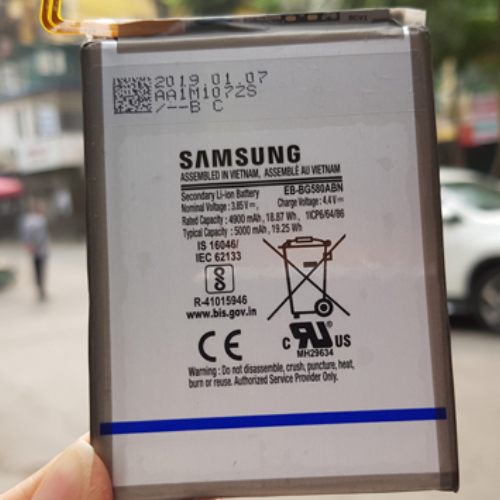 2019.01.07
AA1M107ZS
/--B C
SAMSUNG
ASSEMBLED IN VIETNAM, ASSEMBLÉ AU VIETNAM
Secondary Li-ion Battery EB-BG580ABN
Nominal Voltage : 3.85 V⎓, Charge Voltage : 4.4 V⎓
Rated Capacity : 4900 mAh, 18.87 Wh, 1ICP6/64/86
Typical Capacity : 5000 mAh, 19.25 Wh
IS 16046/
IEC 62133
R-41015946
www.bis.gov.in
CE
c RU US
MH29634
Warning : Do not disassemble, crush, puncture, heat,
burn or reuse. Authorized Service Provider Only.